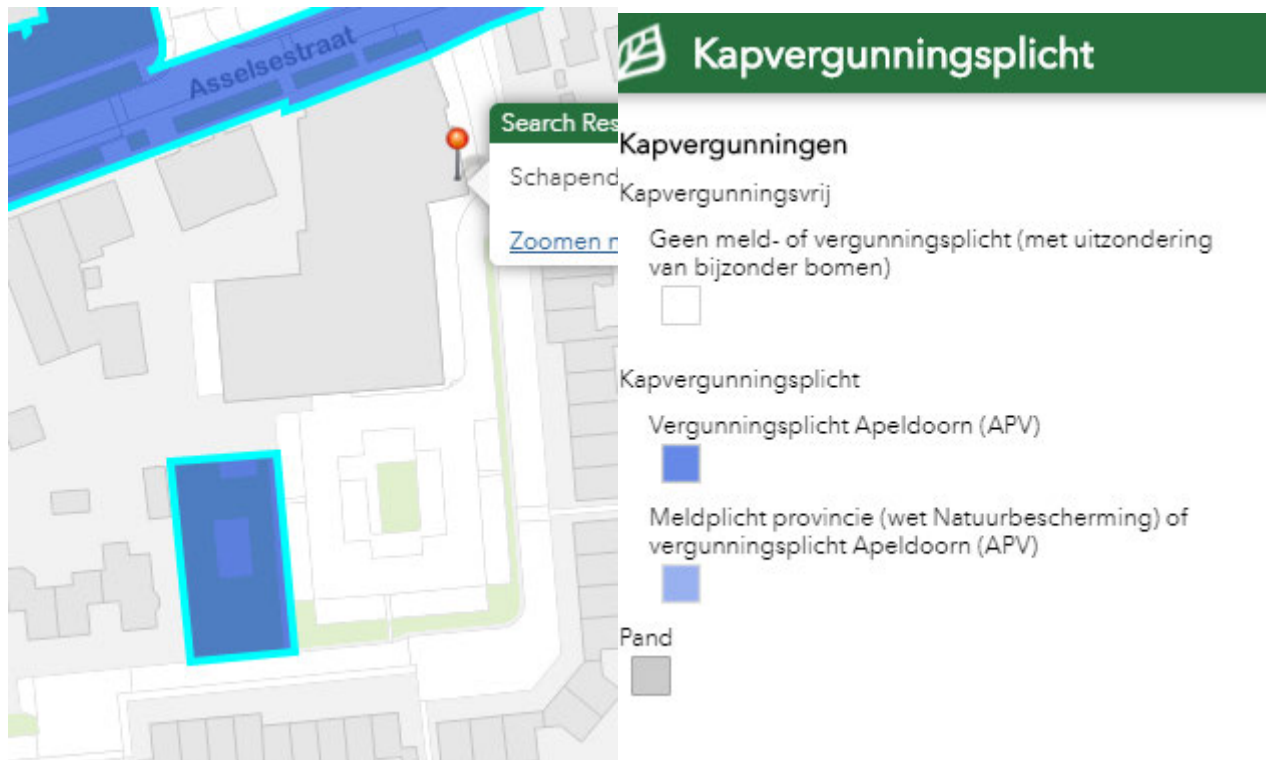 Asselsestraat
Search Res
Schapend
Zoomen n
Kapvergunningsplicht
Kapvergunningen
Kapvergunningsvrij
Geen meld- of vergunningsplicht (met uitzondering
van bijzonder bomen)
Kapvergunningsplicht
Vergunningsplicht Apeldoorn (APV)
Meldplicht provincie (wet Natuurbescherming) of
vergunningsplicht Apeldoorn (APV)
Pand